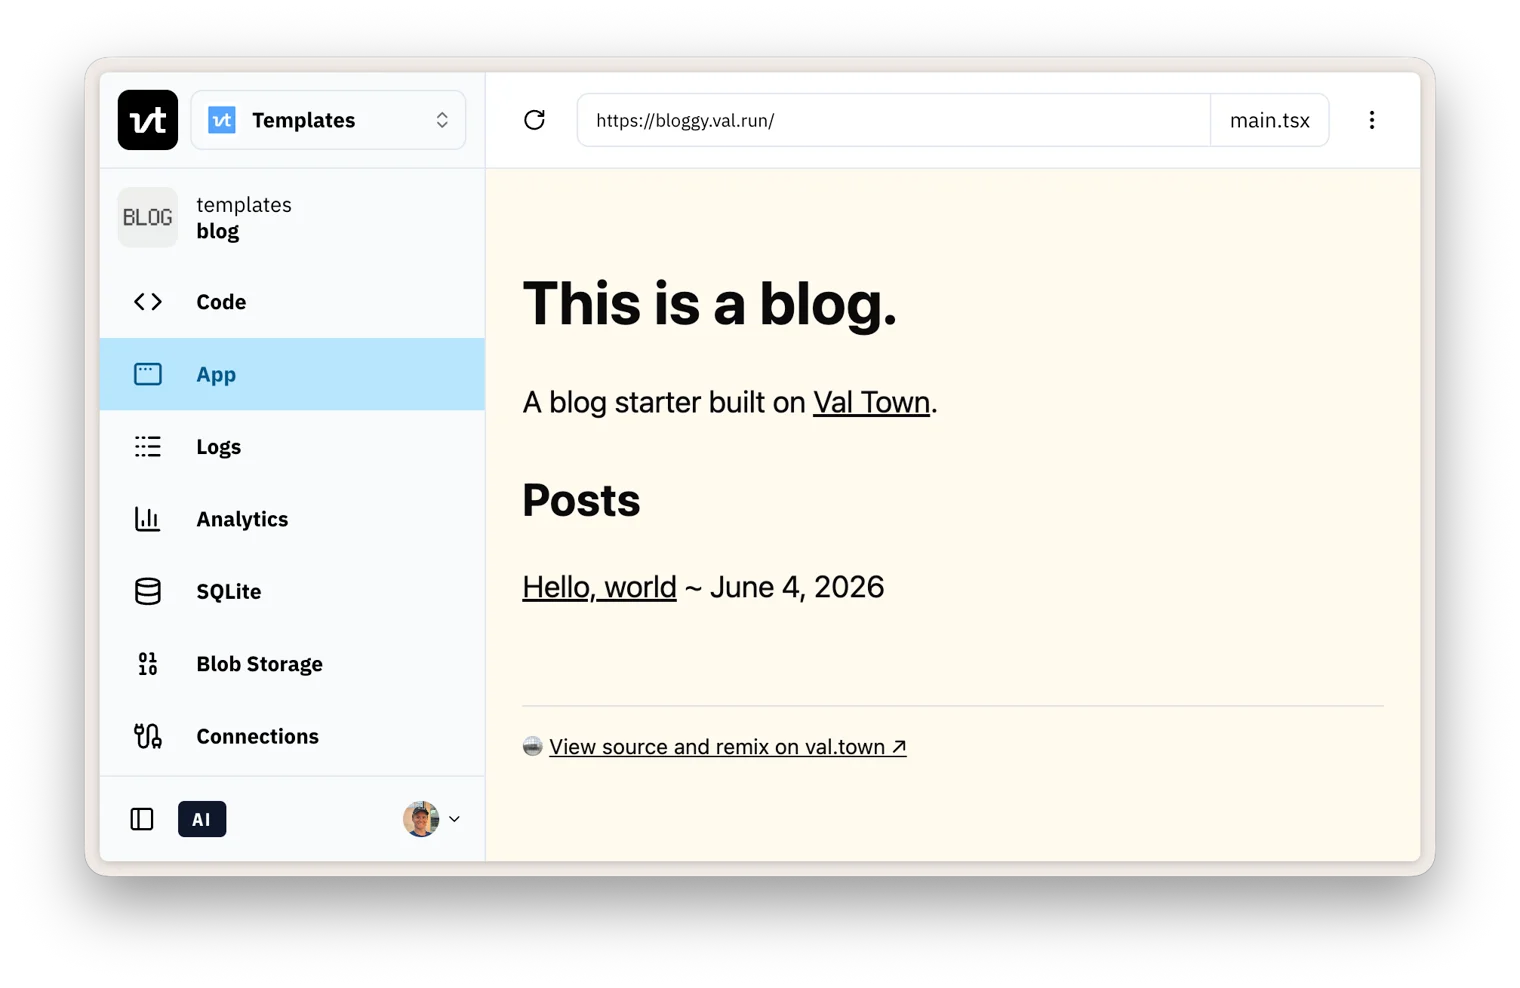 vt
vt Templates
https://bloggy.val.run/
main.tsx
BLOG
templates
blog
Code
App
Logs
Analytics
SQLite
Blob Storage
Connections
AI
This is a blog.
A blog starter built on Val Town.
Posts
Hello, world ~ June 4, 2026
View source and remix on val.town ↗